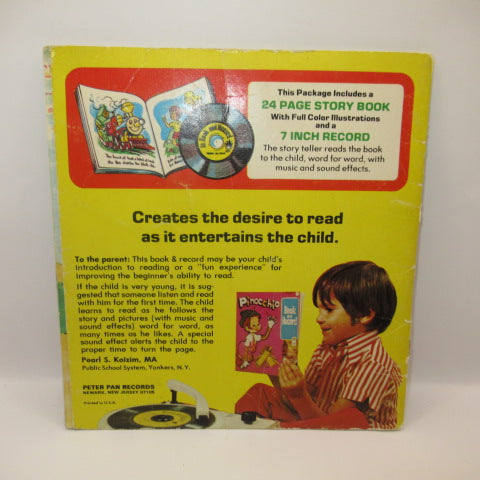 This Package Includes a
24 PAGE STORY BOOK
With Full Color Illustrations
and a
7 INCH RECORD
The story teller reads the book
to the child, word for word, with
music and sound effects.
Creates the desire to read
as it entertains the child.
To the parent: This book & record may be your child's
introduction to reading or a "fun experience" for
improving the beginner's ability to read.
If the child is very young, it is sug-
gested that someone listen and read
with him for the first time. The child
learns to read as he follows the
story and pictures (with music and
sound effects) word for word, as
many times as he likes. A special
sound effect alerts the child to the
proper time to turn the page.
Pearl S. Kolzim, MA
Public School System, Yonkers, N.Y.
Pinocchio
Book
and
Record
PETER PAN RECORDS
NEWARK, NEW JERSEY 07105
Printed in U.S.A.